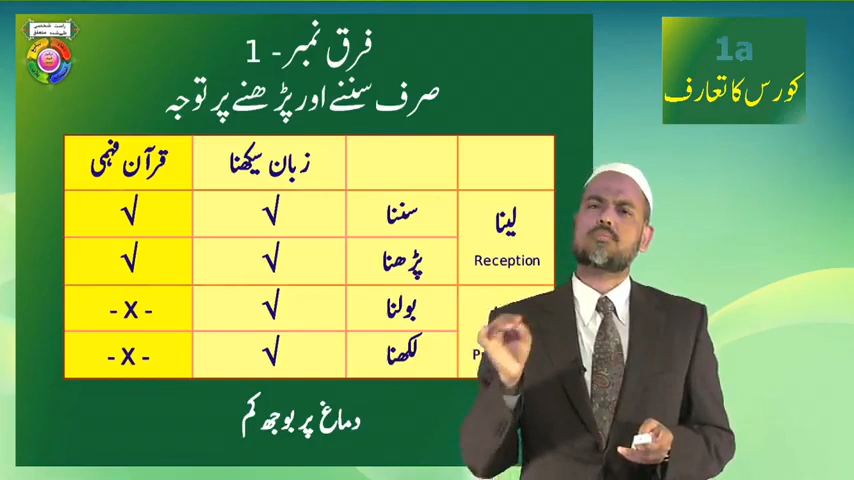 فرق نمبر - 1
صرف سننے اور پڑھنے پر توجہ
زبان سیکھنا قرآن فہمی
لینا
Reception
سننا √ √
پڑھنا √ √
بولنا √ - X -
لکھنا √ - X -
دماغ پر بوجھ کم
1a
کورس کا تعارف